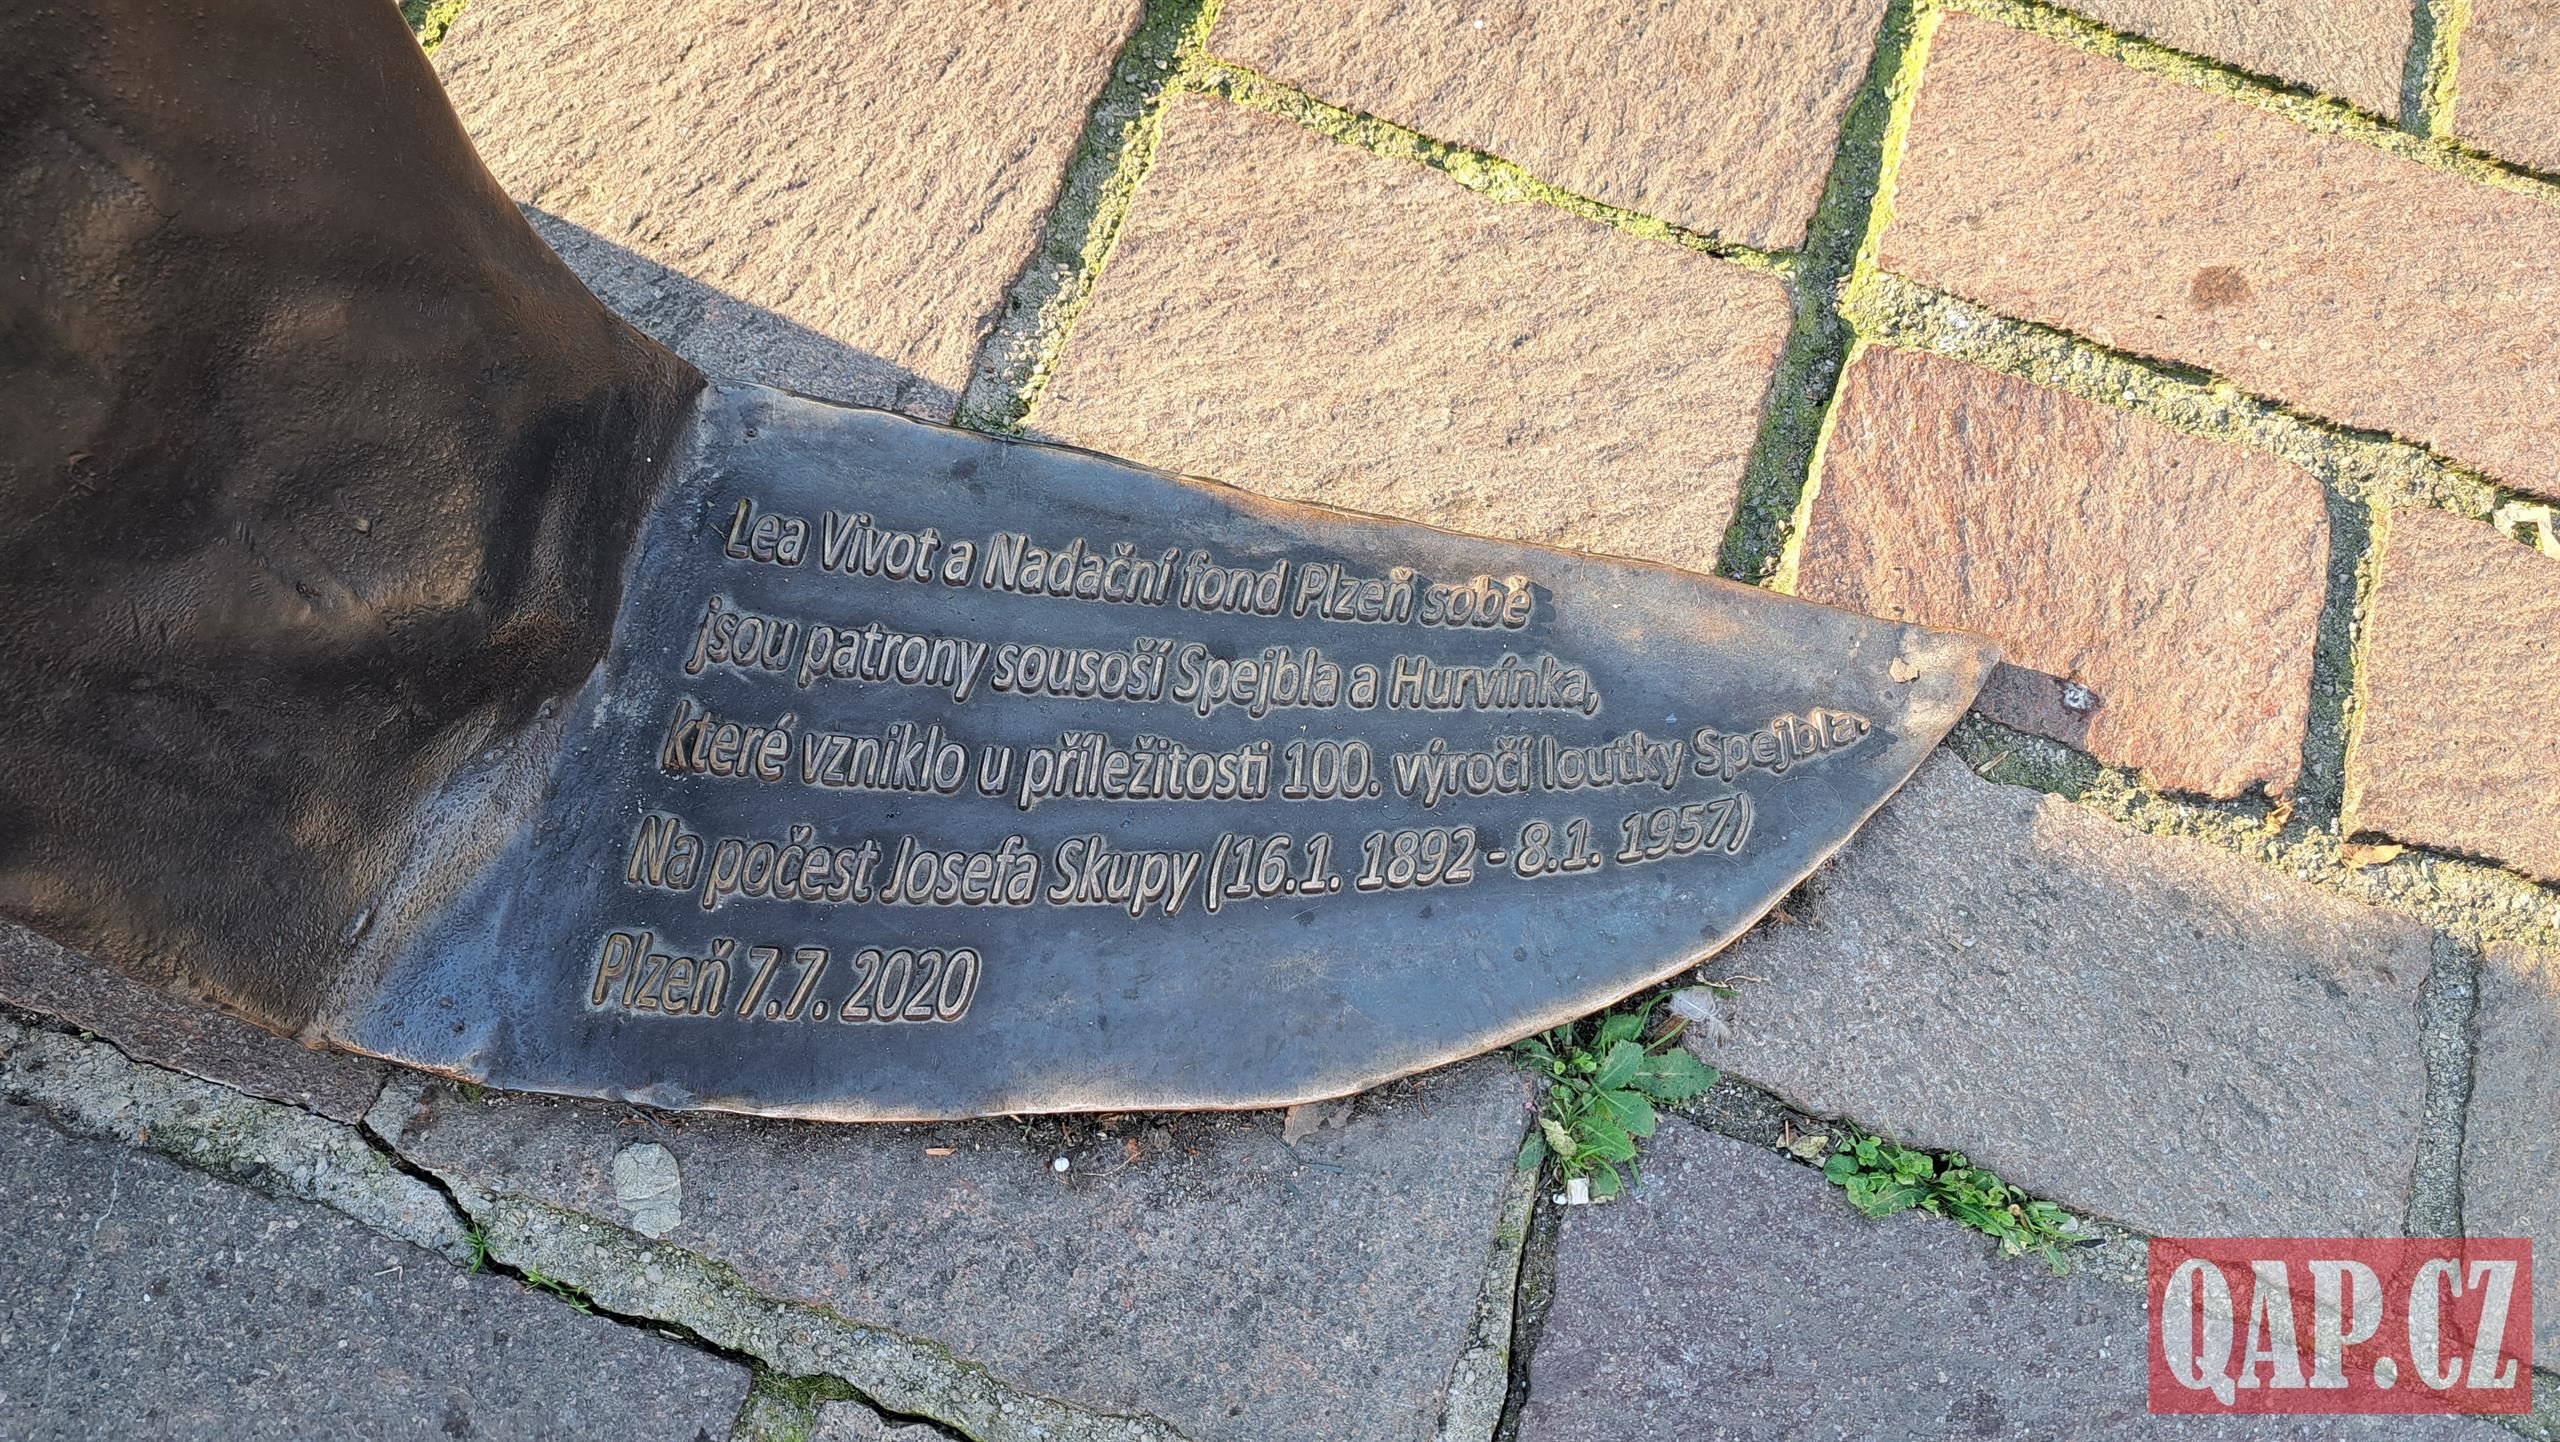 Lea Vivot a Nadační fond Plzeň sobě
jsou patrony sousoší Spejbla a Hurvínka,
které vzniklo u příležitosti 100. výročí loutky Spejbla.
Na počest Josefa Skupy (16.1. 1892 - 8.1. 1957)
Plzeň 7.7. 2020
QAP.CZ